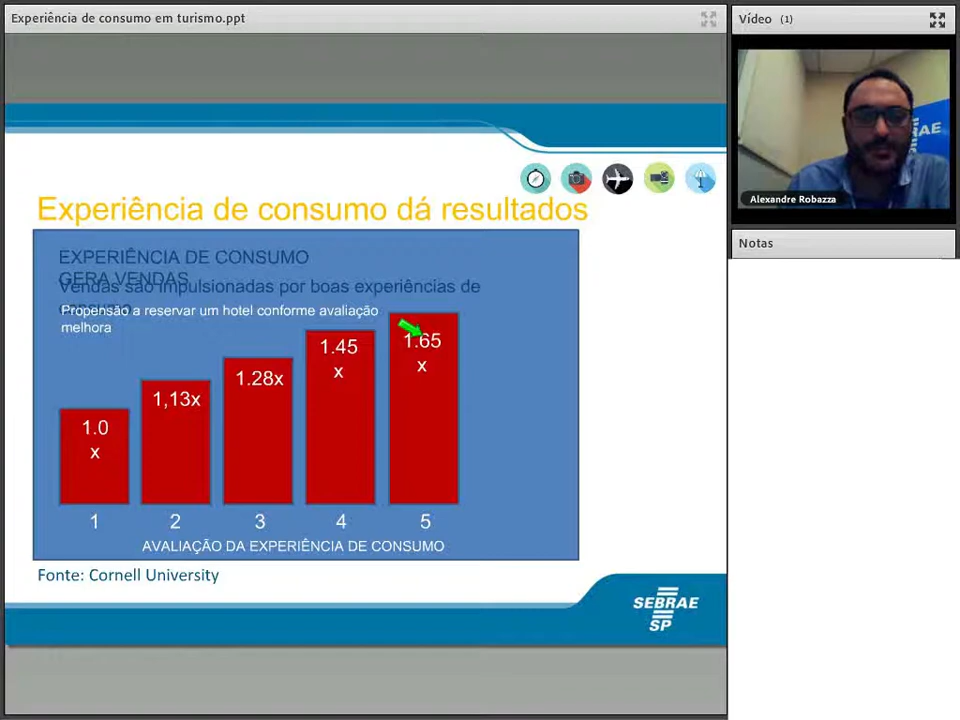 Experiência de consumo em turismo.ppt
Vídeo (1)
AE
Alexandre Robazza
Notas
Experiência de consumo dá resultados
EXPERIÊNCIA DE CONSUMO
GERA VENDAS
Vendas são impulsionadas por boas experiências de
consumo
Propensão a reservar um hotel conforme avaliação
melhora
1.0
x
1,13x
1.28x
1.45
x
1.65
x
1 2 3 4 5
AVALIAÇÃO DA EXPERIÊNCIA DE CONSUMO
Fonte: Cornell University
SEBRAE
SP